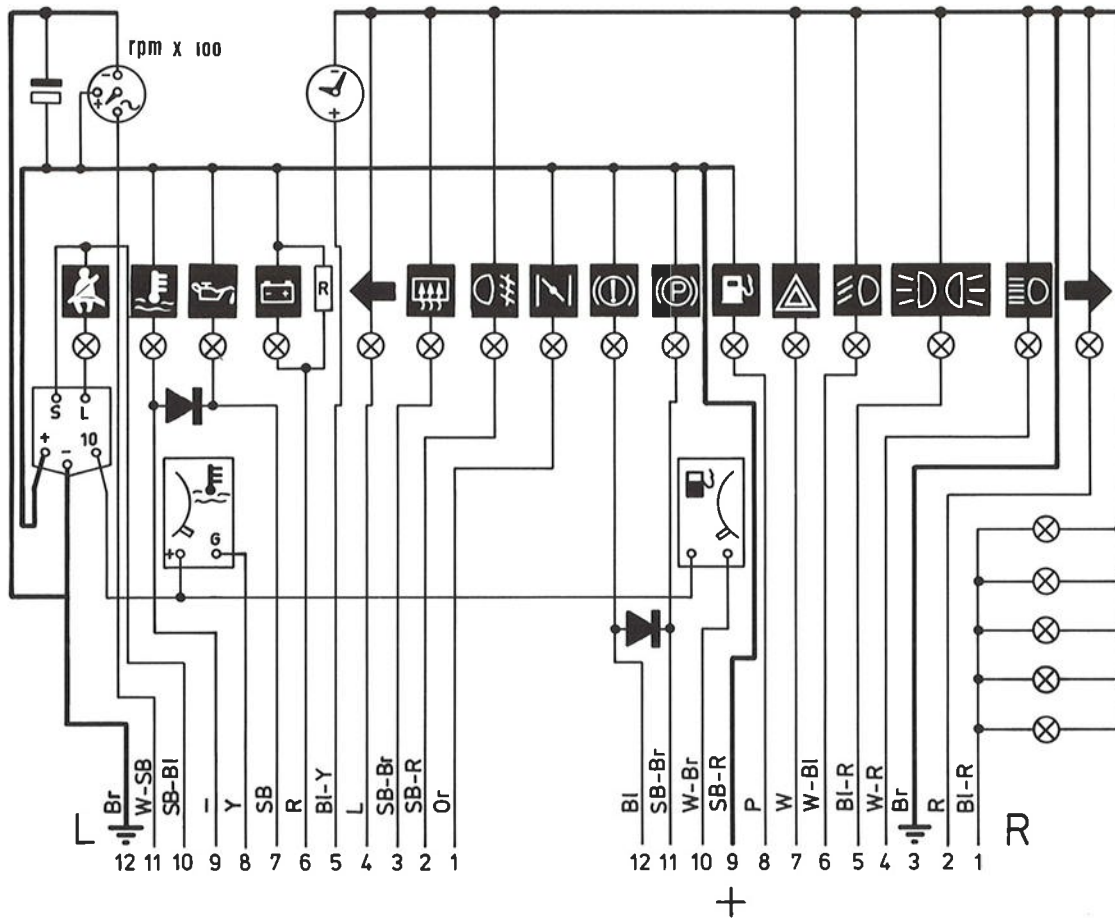 rpm x 100
-
+
-
+
R
P
S L
+ - 10
+ G
Br
W-SB
SB-Bl
-
Y
SB
R
Bl-Y
L
SB-Br
SB-R
Or
Bl
SB-Br
W-Br
SB-R
P
W
W-Bl
Bl-R
W-R
Br
R
Bl-R
L
R
12 11 10 9 8 7 6 5 4 3 2 1
12 11 10 9 8 7 6 5 4 3 2 1
+